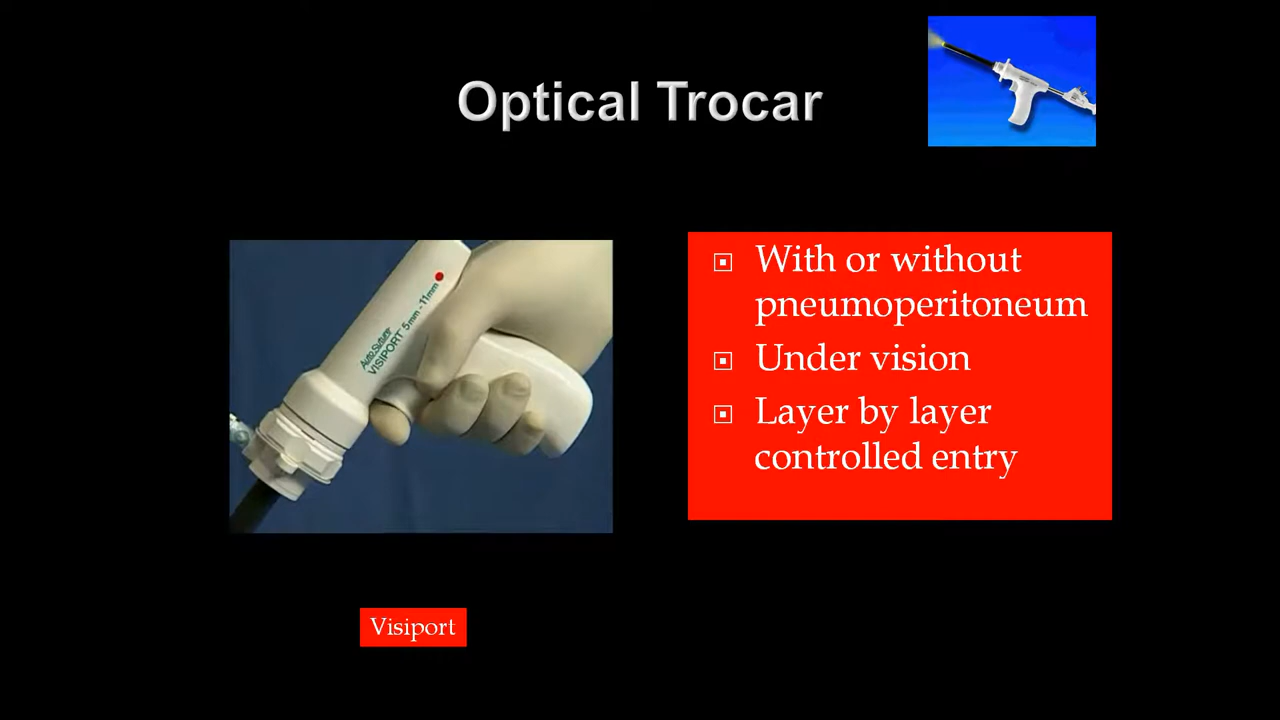 Optical Trocar
With or without
pneumoperitoneum
Under vision
Layer by layer
controlled entry
Auto Suture
VISIPORT 5mm-11mm
Visiport